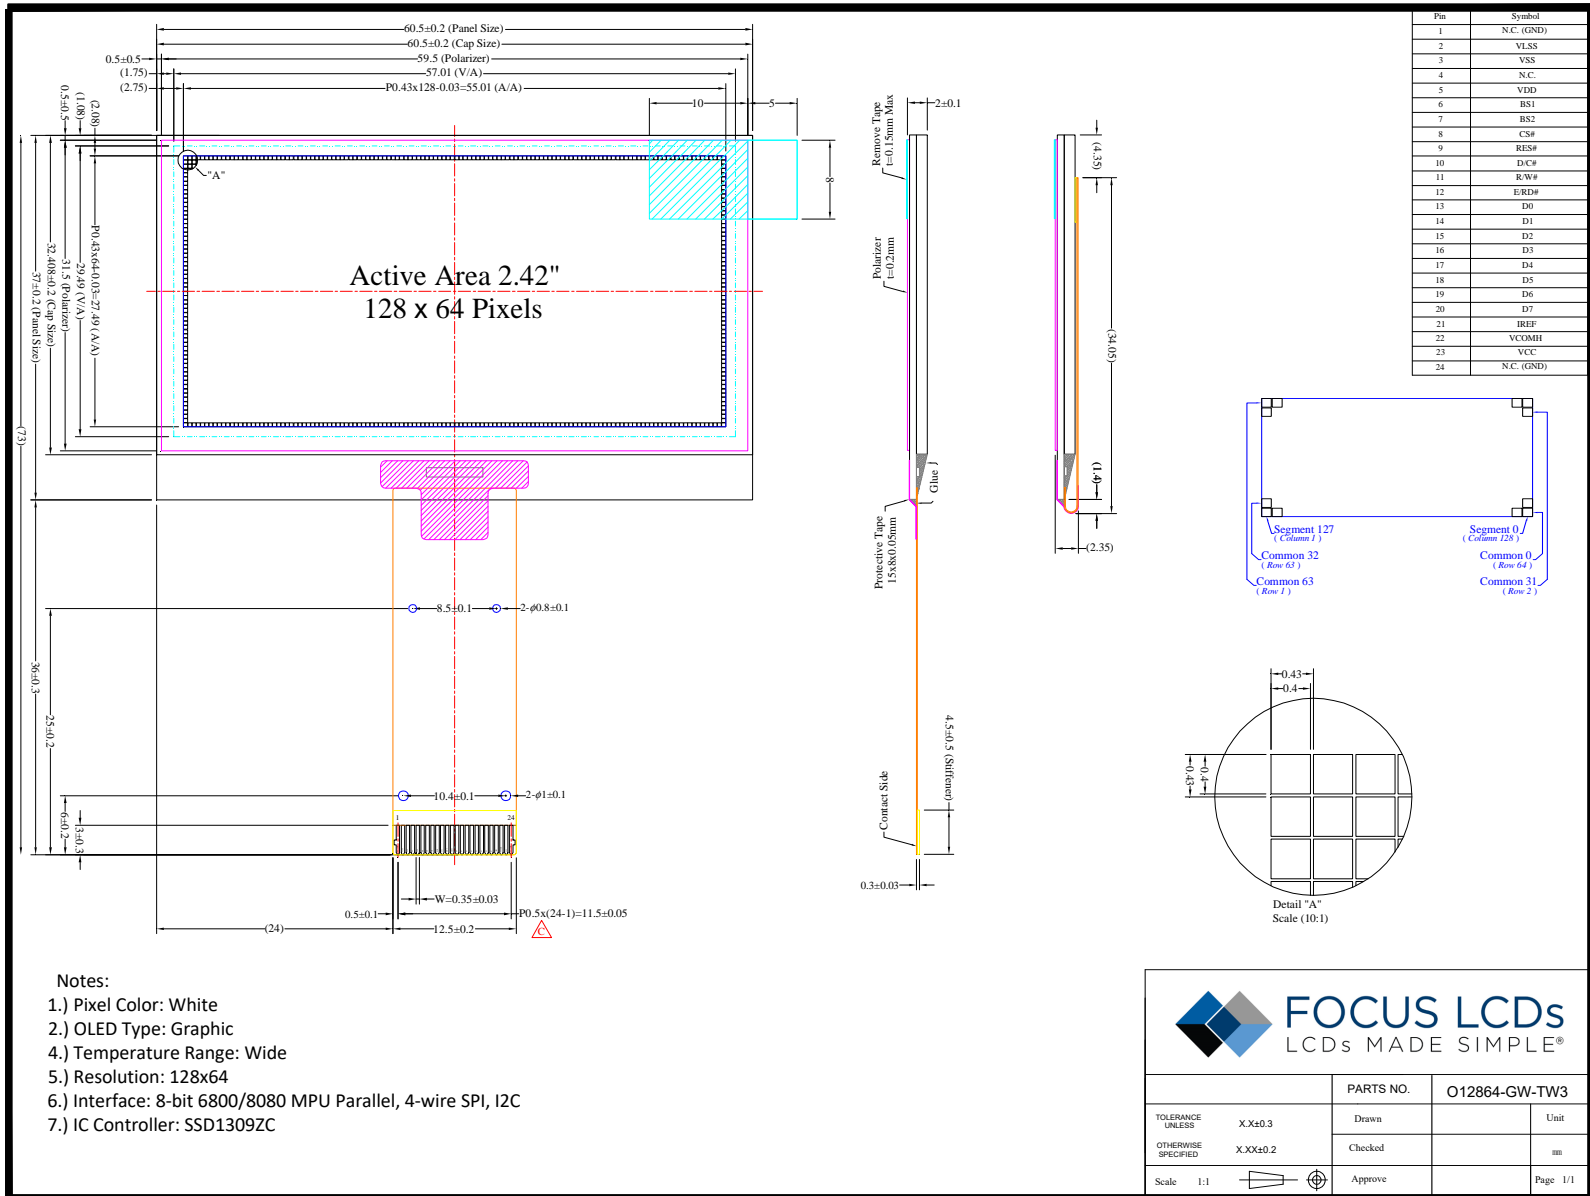 60.5±0.2 (Panel Size)
60.5±0.2 (Cap Size)
0.5±0.5
59.5 (Polarizer)
(1.75)
57.01 (V/A)
(2.75)
P0.43x128-0.03=55.01 (A/A)
10
5
8
0.5±0.5
(1.08)
(2.08)
"A"
P0.43x64-0.03=27.49 (A/A)
29.49 (V/A)
31.5 (Polarizer)
32.408±0.2 (Cap Size)
37±0.2 (Panel Size)
(73)
Active Area 2.42"
128 x 64 Pixels
8.5±0.1
2-ϕ0.8±0.1
36±0.3
25±0.2
10.4±0.1
2-ϕ1±0.1
6±0.2
3±0.3
1
24
W=0.35±0.03
0.5±0.1
P0.5x(24-1)=11.5±0.05
(24)
12.5±0.2
C
2±0.1
Remove Tape
t=0.15mm Max
Polarizer
t=0.2mm
Glue
Protective Tape
15x8x0.05mm
4.5±0.5 (Stiffener)
Contact Side
0.3±0.03
(4.35)
(34.05)
(1.4)
(2.35)
Pin Symbol
1 N.C. (GND)
2 VLSS
3 VSS
4 N.C.
5 VDD
6 BS1
7 BS2
8 CS#
9 RES#
10 D/C#
11 R/W#
12 E/RD#
13 D0
14 D1
15 D2
16 D3
17 D4
18 D5
19 D6
20 D7
21 IREF
22 VCOMH
23 VCC
24 N.C. (GND)
Segment 127
( Column 1 )
Segment 0
( Column 128 )
Common 32
( Row 63 )
Common 0
( Row 64 )
Common 63
( Row 1 )
Common 31
( Row 2 )
0.43
0.4
0.4
0.43
Detail "A"
Scale (10:1)
Notes:
1.) Pixel Color: White
2.) OLED Type: Graphic
4.) Temperature Range: Wide
5.) Resolution: 128x64
6.) Interface: 8-bit 6800/8080 MPU Parallel, 4-wire SPI, I2C
7.) IC Controller: SSD1309ZC
FOCUS LCDs
LCDs MADE SIMPLE®
PARTS NO. O12864-GW-TW3
TOLERANCE
UNLESS
X.X±0.3
Drawn
Unit
OTHERWISE
SPECIFIED
X.XX±0.2
Checked
mm
Scale 1:1
Approve
Page 1/1